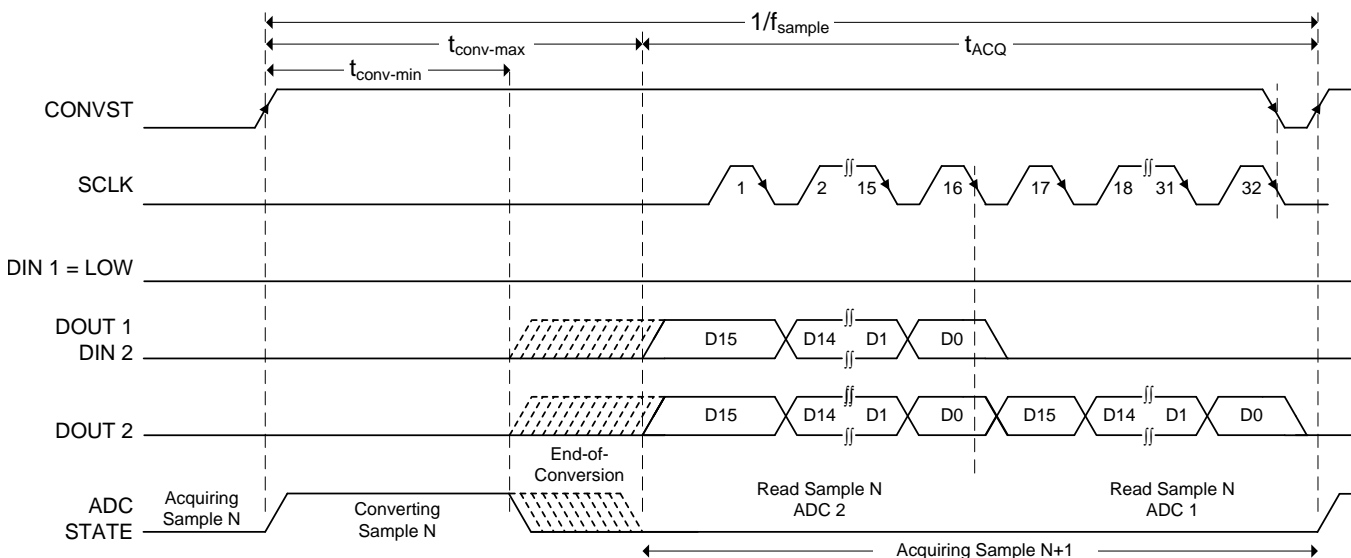 1/fsample
tconv-max
tACQ
tconv-min
CONVST
SCLK
1 2 ∫∫ 15 16 17 18 ∫∫ 31 32
DIN 1 = LOW
DOUT 1
DIN 2
D15 D14 ∫∫ D1 D0
∫∫
DOUT 2
D15 D14 ∫∫ D1 D0 D15 D14 ∫∫ D1 D0
∫∫ ∫∫
End-of-
Conversion
ADC
STATE
Acquiring
Sample N
Converting
Sample N
Read Sample N
ADC 2
Read Sample N
ADC 1
Acquiring Sample N+1